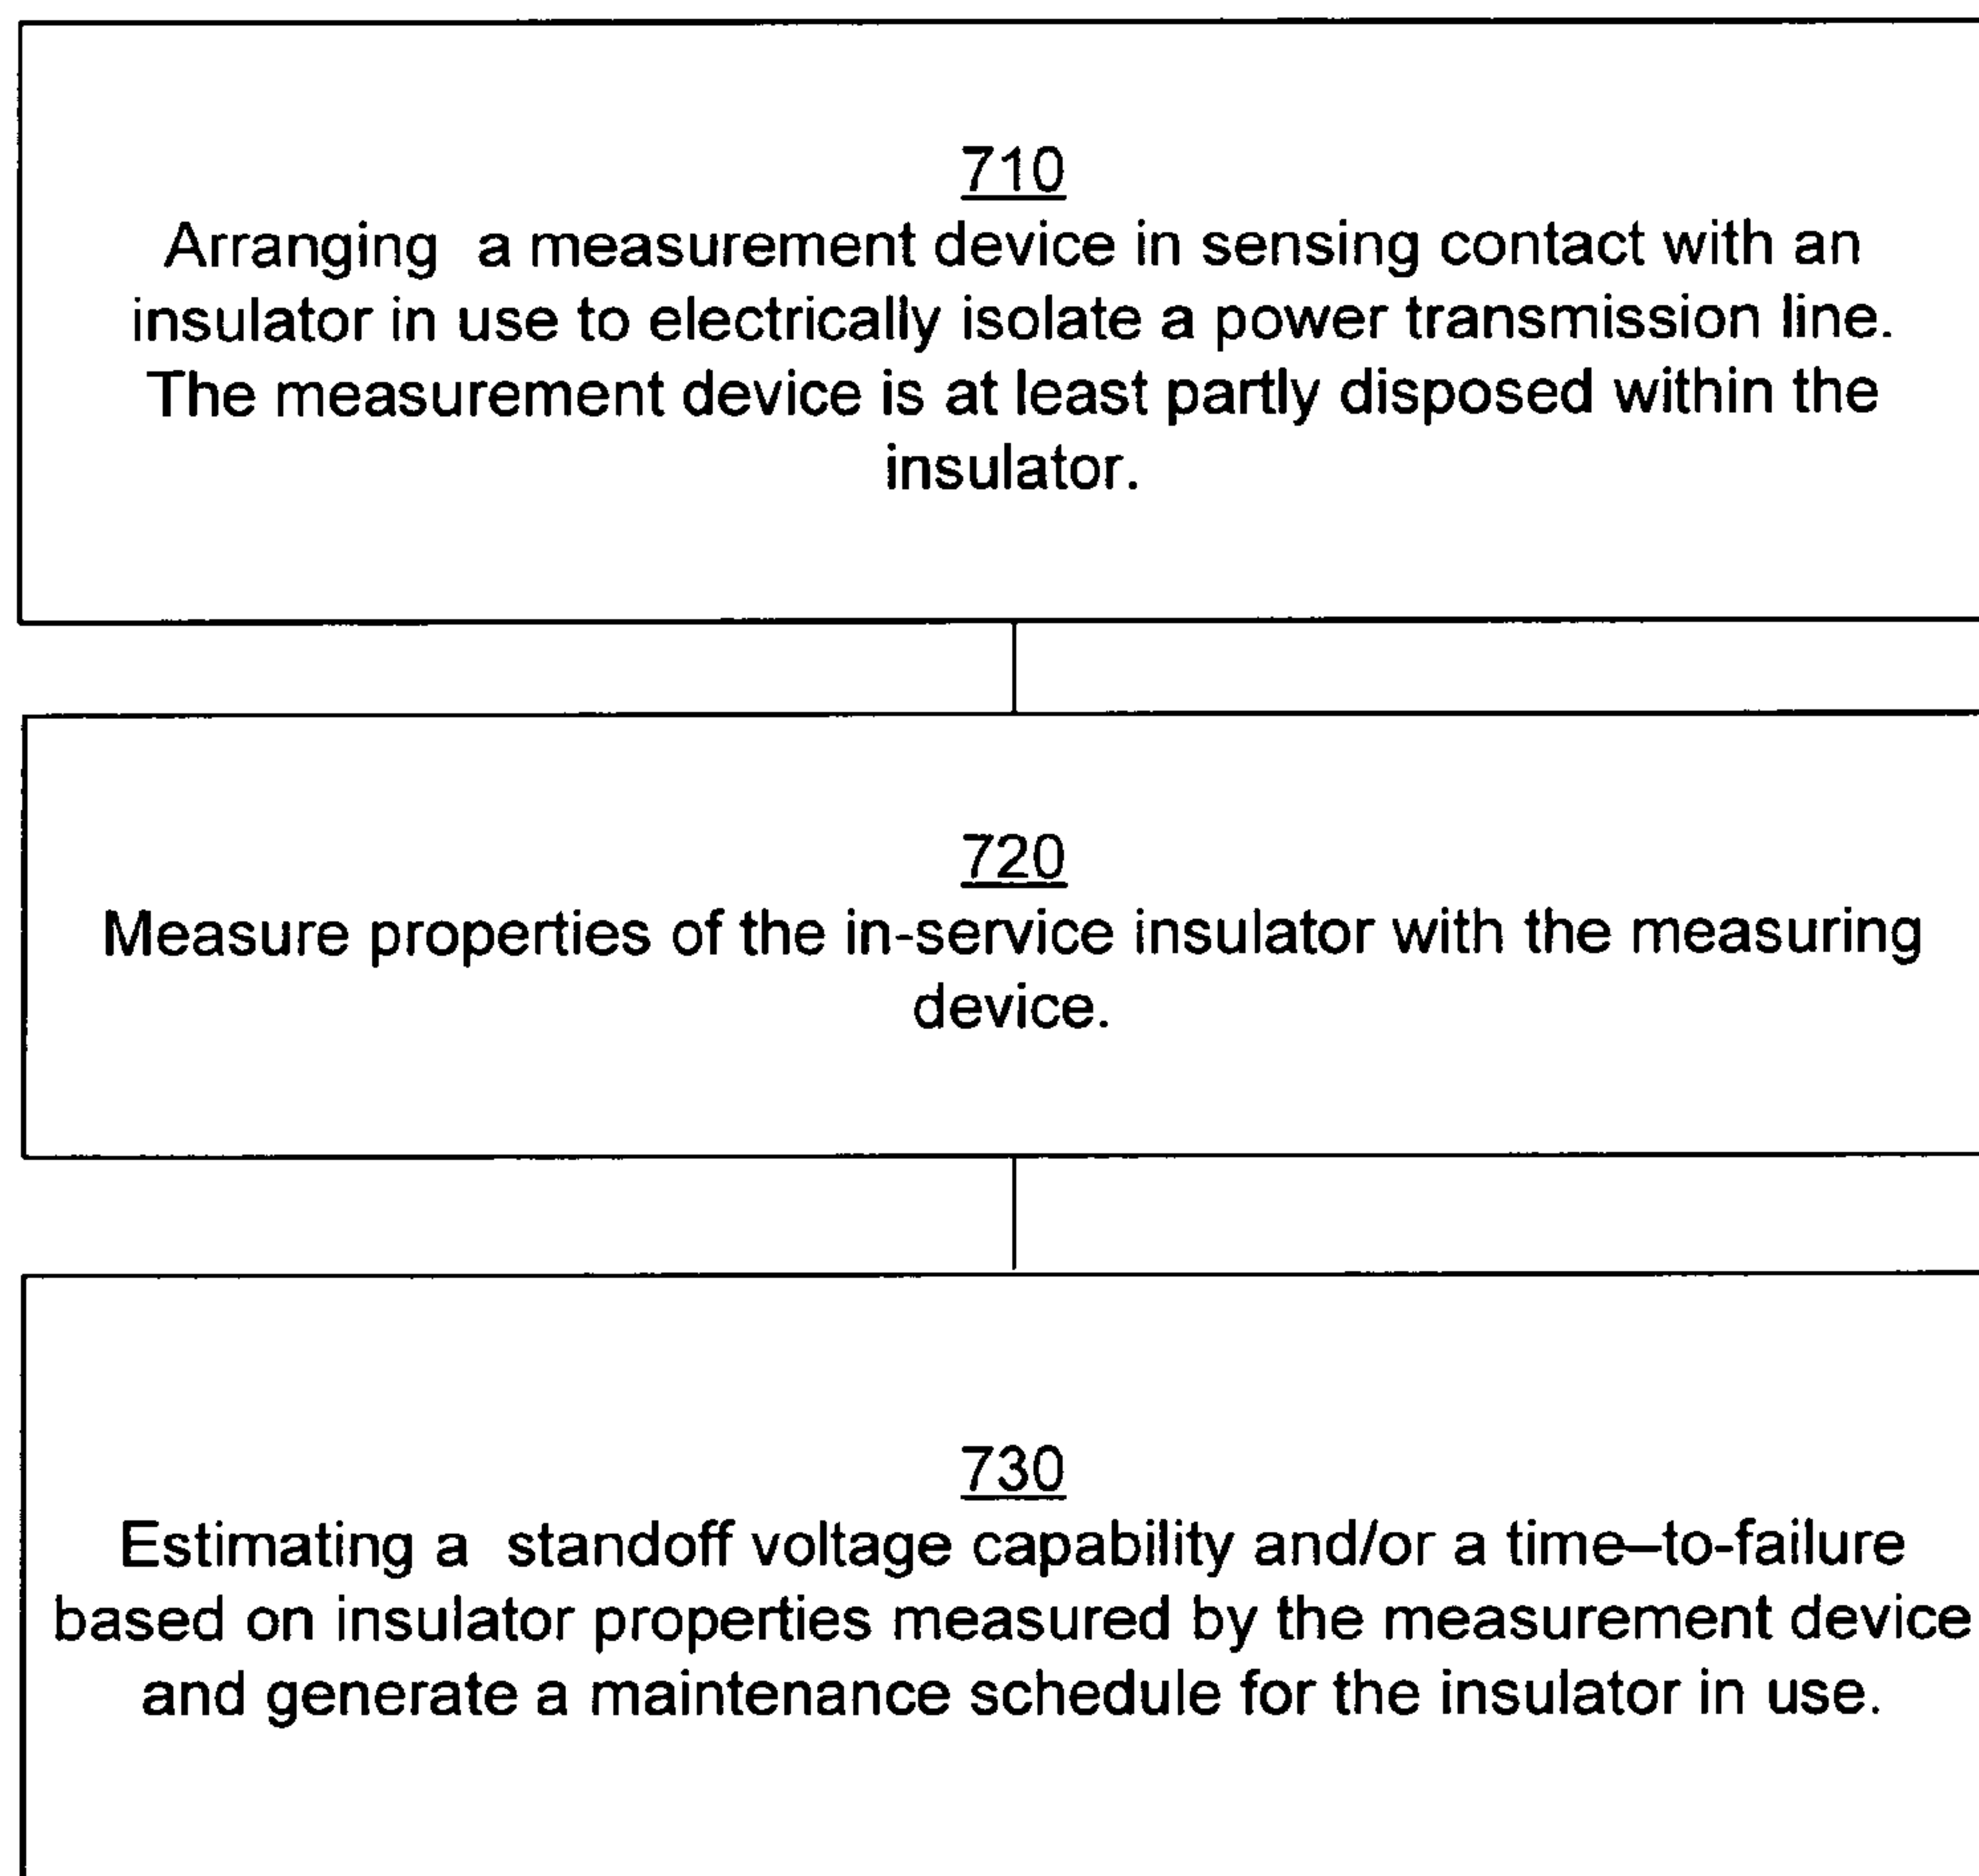 710
Arranging a measurement device in sensing contact with an
insulator in use to electrically isolate a power transmission line.
The measurement device is at least partly disposed within the
insulator.
720
Measure properties of the in-service insulator with the measuring
device.
730
Estimating a standoff voltage capability and/or a time–to-failure
based on insulator properties measured by the measurement device
and generate a maintenance schedule for the insulator in use.